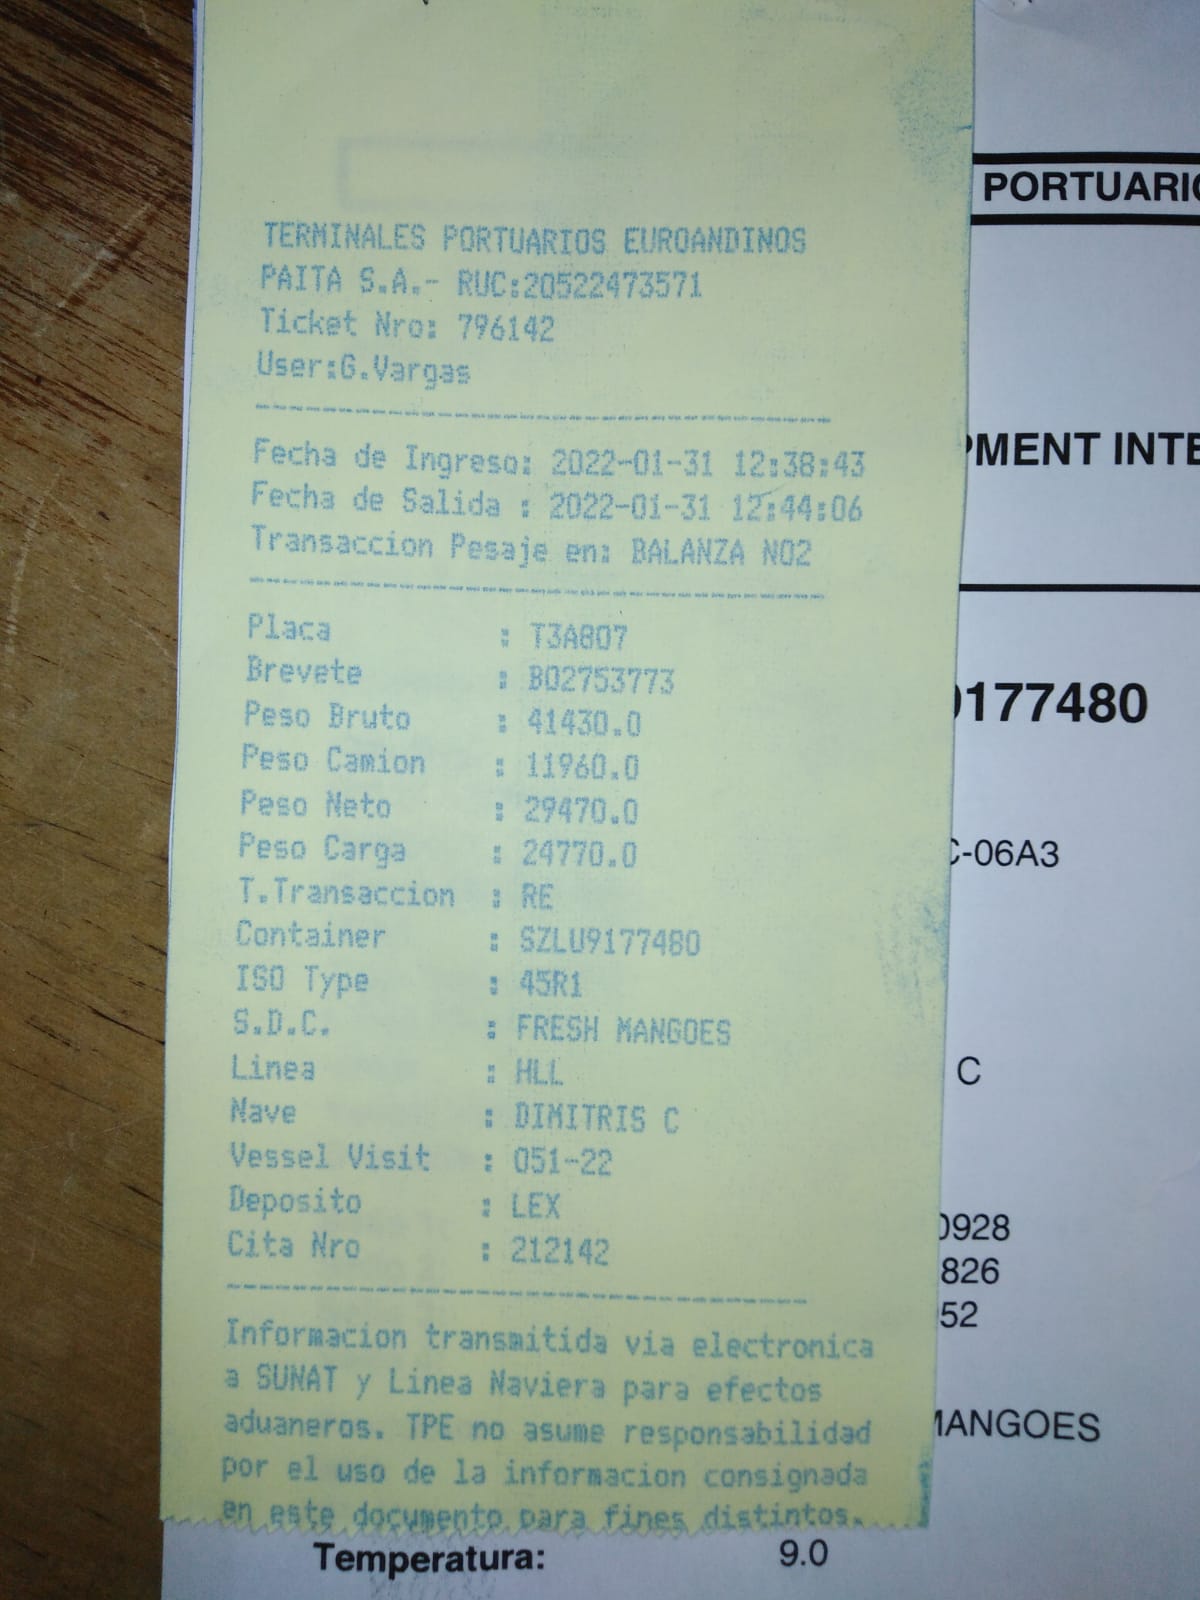 TERMINALES PORTUARIOS EUROANDINOS
PAITA S.A.- RUC:20522473571
Ticket Nro: 796142
User:G.Vargas
Fecha de Ingreso: 2022-01-31 12:38:43
Fecha de Salida : 2022-01-31 12:44:06
Transaccion Pesaje en: BALANZA NO2
Placa : T3A807
Brevete : B02753773
Peso Bruto : 41430.0
Peso Camion : 11960.0
Peso Neto : 29470.0
Peso Carga : 24770.0
T.Transaccion : RE
Container : SZLU9177480
ISO Type : 45R1
S.D.C. : FRESH MANGOES
Linea : HLL
Nave : DIMITRIS C
Vessel Visit : 051-22
Deposito : LEX
Cita Nro : 212142
Informacion transmitida via electronica
a SUNAT y Linea Naviera para efectos
aduaneros. TPE no asume responsabilidad
por el uso de la informacion consignada
en este documento para fines distintos.
PORTUARIO
PMENT INTE
9177480
C-06A3
C
0928
826
52
MANGOES
Temperatura: 9.0